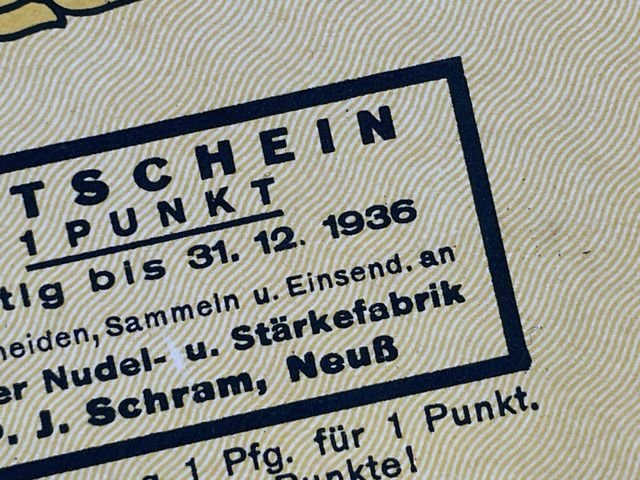 TSCHEIN
1 PUNKT
tig bis 31. 12. 1936
neiden, Sammeln u. Einsend. an
er Nudel- u. Stärkefabrik
. J. Schram, Neuß
1 Pfg. für 1 Punkt.
Punkte!